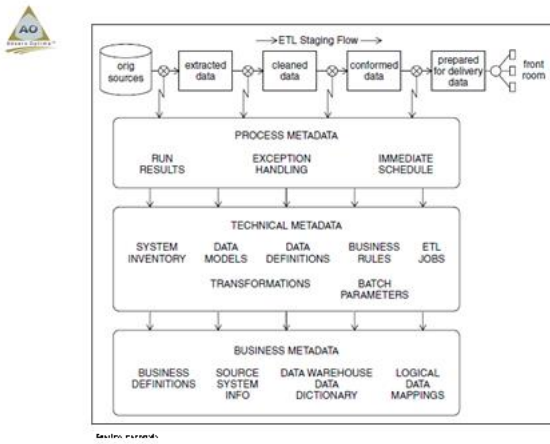 AO
→ETL Staging Flow→
orig
sources
extracted
data
cleaned
data
conformed
data
prepared
for delivery
data
front
room
PROCESS METADATA
RUN
RESULTS
EXCEPTION
HANDLING
IMMEDIATE
SCHEDULE
TECHNICAL METADATA
SYSTEM
INVENTORY
DATA
MODELS
DATA
DEFINITIONS
BUSINESS
RULES
ETL
JOBS
TRANSFORMATIONS
BATCH
PARAMETERS
BUSINESS METADATA
BUSINESS
DEFINITIONS
SOURCE
SYSTEM
INFO
DATA WAREHOUSE
DATA
DICTIONARY
LOGICAL
DATA
MAPPINGS